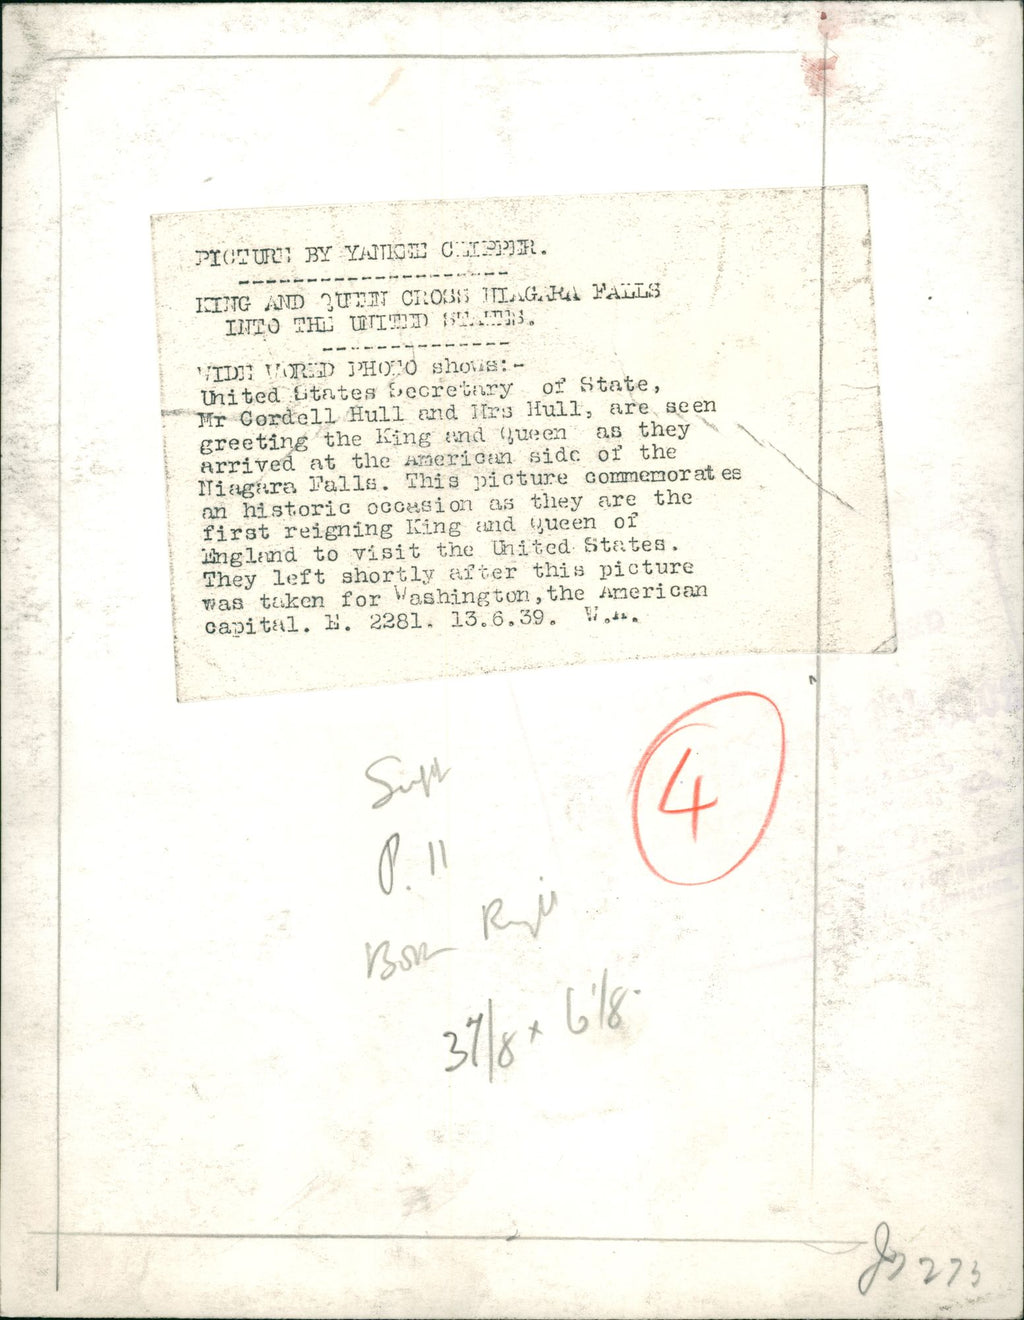 PICTURE BY YANKEE CLIPPER.
--------------------
KING AND QUEEN CROSS NIAGARA FALLS
INTO THE UNITED STATES.
--------------
WIDE WORLD PHOTO shows:-
United States Secretary of State,
Mr Cordell Hull and Mrs Hull, are seen
greeting the King and Queen as they
arrived at the American side of the
Niagara Falls. This picture commemorates
an historic occasion as they are the
first reigning King and Queen of
England to visit the United States.
They left shortly after this picture
was taken for Washington, the American
capital. E. 2281. 13.6.39. W.A.
4
P. 11
3 7/8 x 6 1/8.
273